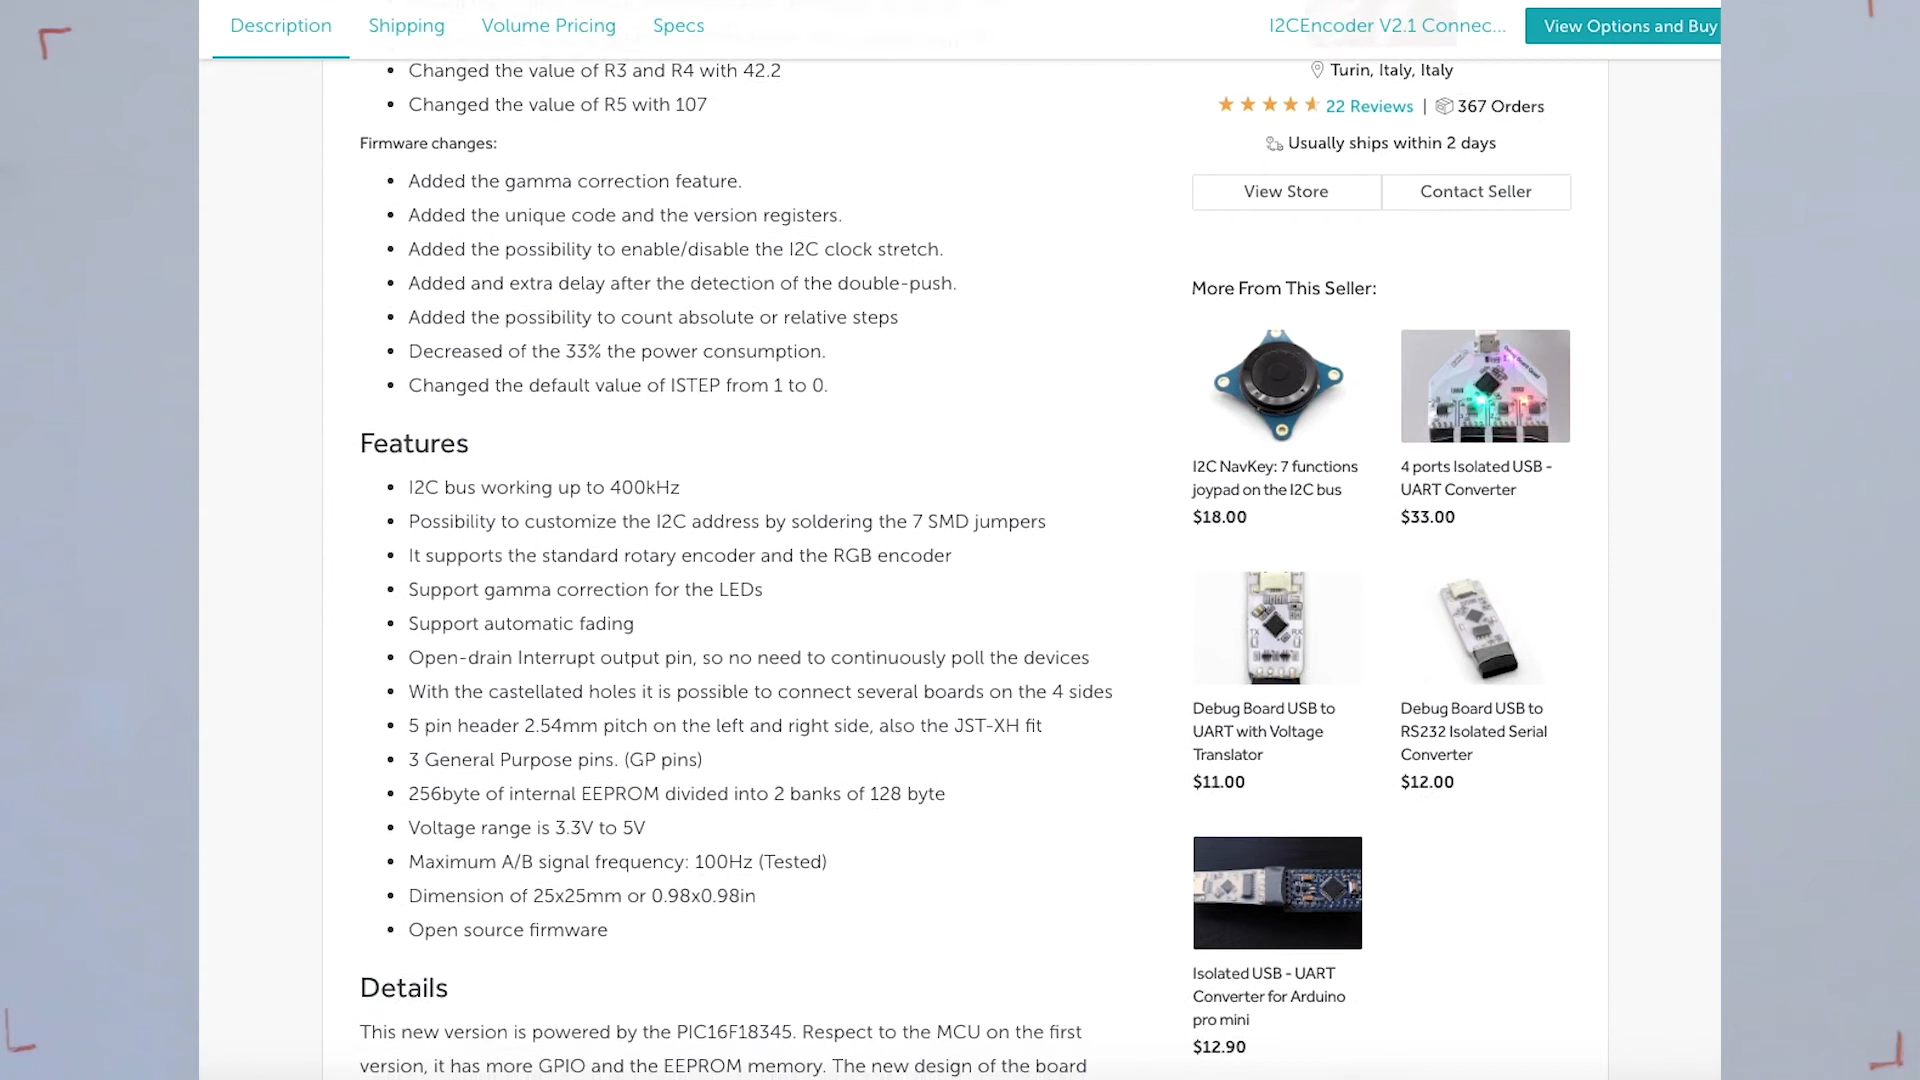 Description Shipping Volume Pricing Specs I2CEncoder V2.1 Connec... View Options and Buy
Changed the value of R3 and R4 with 42.2
Changed the value of R5 with 107
Firmware changes:
Added the gamma correction feature.
Added the unique code and the version registers.
Added the possibility to enable/disable the I2C clock stretch.
Added and extra delay after the detection of the double-push.
Added the possibility to count absolute or relative steps
Decreased of the 33% the power consumption.
Changed the default value of ISTEP from 1 to 0.
Features
I2C bus working up to 400kHz
Possibility to customize the I2C address by soldering the 7 SMD jumpers
It supports the standard rotary encoder and the RGB encoder
Support gamma correction for the LEDs
Support automatic fading
Open-drain Interrupt output pin, so no need to continuously poll the devices
With the castellated holes it is possible to connect several boards on the 4 sides
5 pin header 2.54mm pitch on the left and right side, also the JST-XH fit
3 General Purpose pins. (GP pins)
256byte of internal EEPROM divided into 2 banks of 128 byte
Voltage range is 3.3V to 5V
Maximum A/B signal frequency: 100Hz (Tested)
Dimension of 25x25mm or 0.98x0.98in
Open source firmware
Details
This new version is powered by the PIC16F18345. Respect to the MCU on the first
version, it has more GPIO and the EEPROM memory. The new design of the board
Turin, Italy, Italy
22 Reviews | 367 Orders
Usually ships within 2 days
View Store Contact Seller
More From This Seller:
I2C NavKey: 7 functions
joypad on the I2C bus
$18.00
4 ports Isolated USB -
UART Converter
$33.00
TX RX
Debug Board USB to
UART with Voltage
Translator
$11.00
Debug Board USB to
RS232 Isolated Serial
Converter
$12.00
Isolated USB - UART
Converter for Arduino
pro mini
$12.90